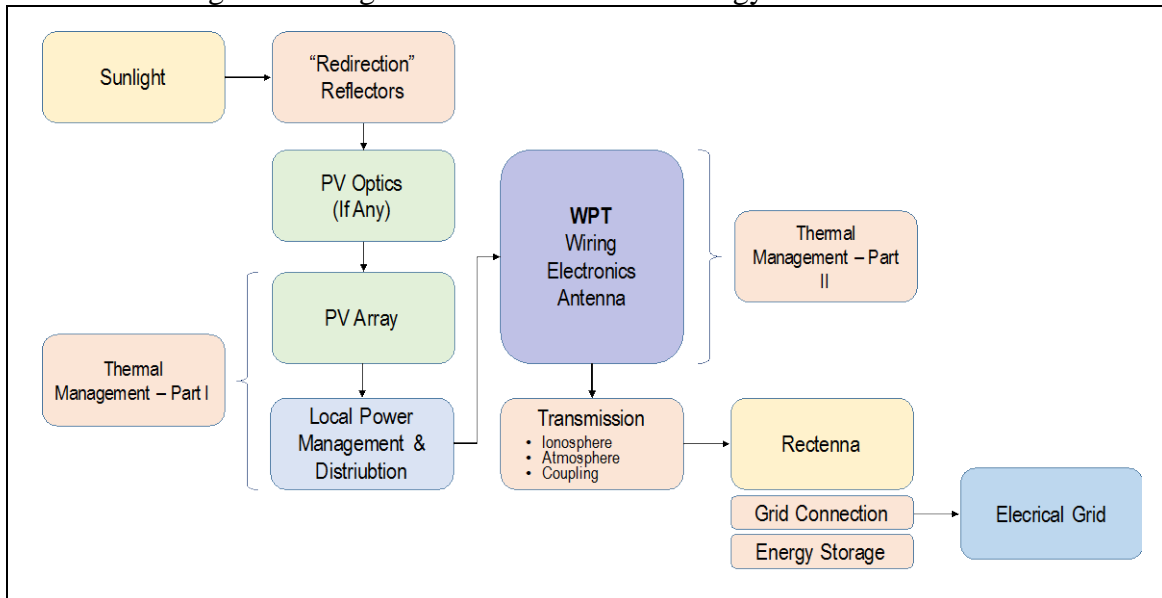 Sunlight
“Redirection”
Reflectors
PV Optics
(If Any)
PV Array
Thermal
Management – Part I
Local Power
Management &
Distriubtion
WPT
Wiring
Electronics
Antenna
Thermal
Management – Part
II
Transmission
• Ionosphere
• Atmosphere
• Coupling
Rectenna
Grid Connection
Energy Storage
Elecrical Grid